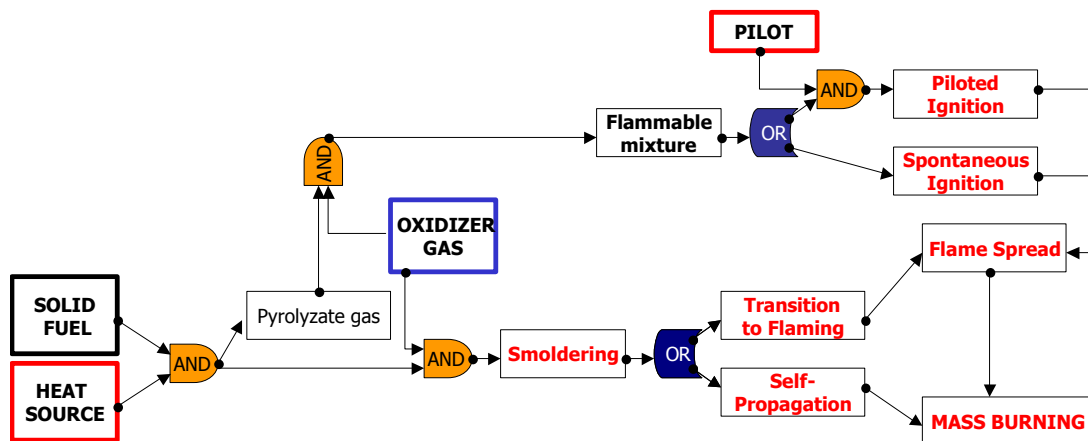 PILOT
AND
Piloted
Ignition
AND
Flammable
mixture
OR
Spontaneous
Ignition
OXIDIZER
GAS
Flame Spread
SOLID
FUEL
Pyrolyzate gas
Transition
to Flaming
AND
AND
Smoldering
OR
HEAT
SOURCE
Self-
Propagation
MASS BURNING